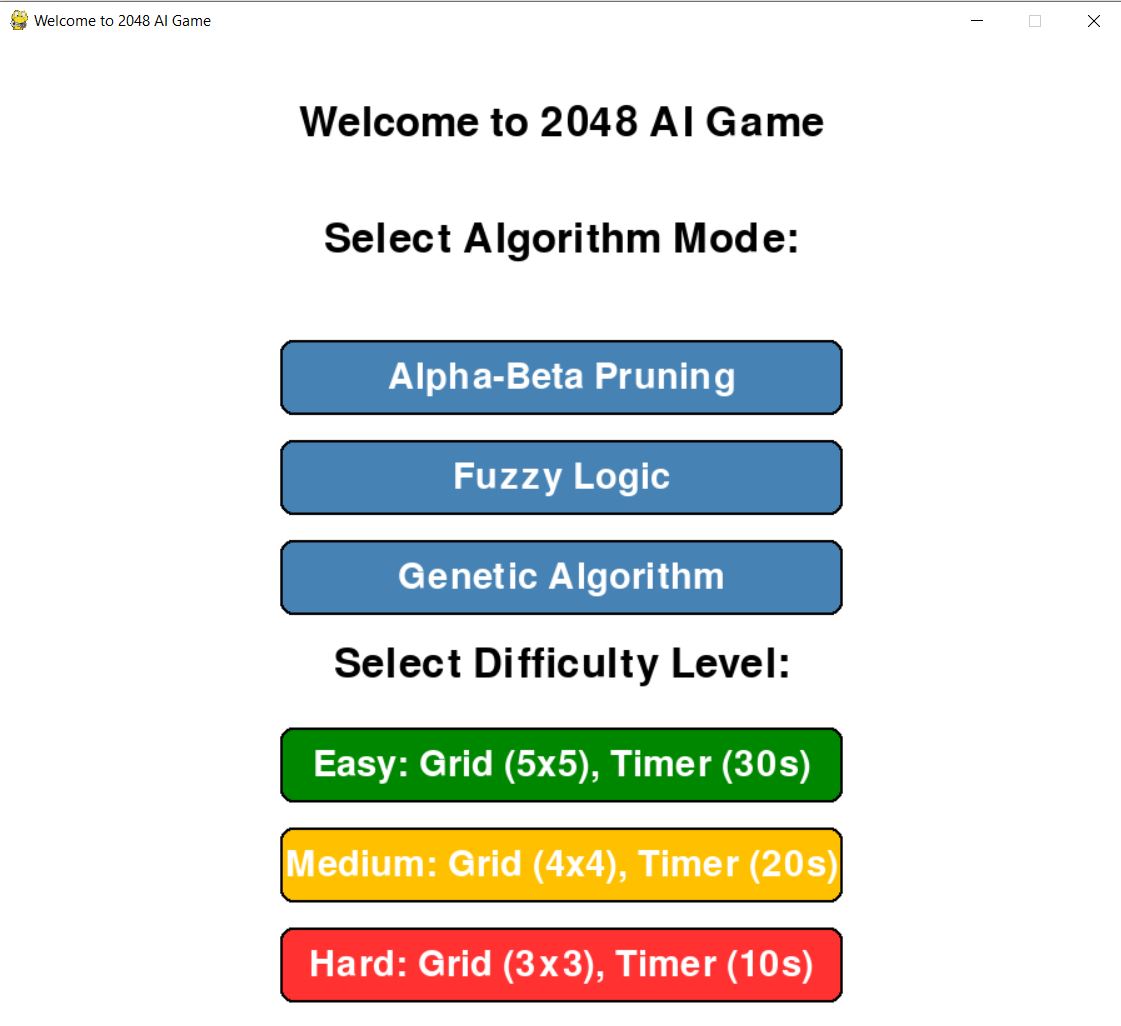 Welcome to 2048 AI Game
Welcome to 2048 AI Game
Select Algorithm Mode:
Alpha-Beta Pruning
Fuzzy Logic
Genetic Algorithm
Select Difficulty Level:
Easy: Grid (5x5), Timer (30s)
Medium: Grid (4x4), Timer (20s)
Hard: Grid (3x3), Timer (10s)